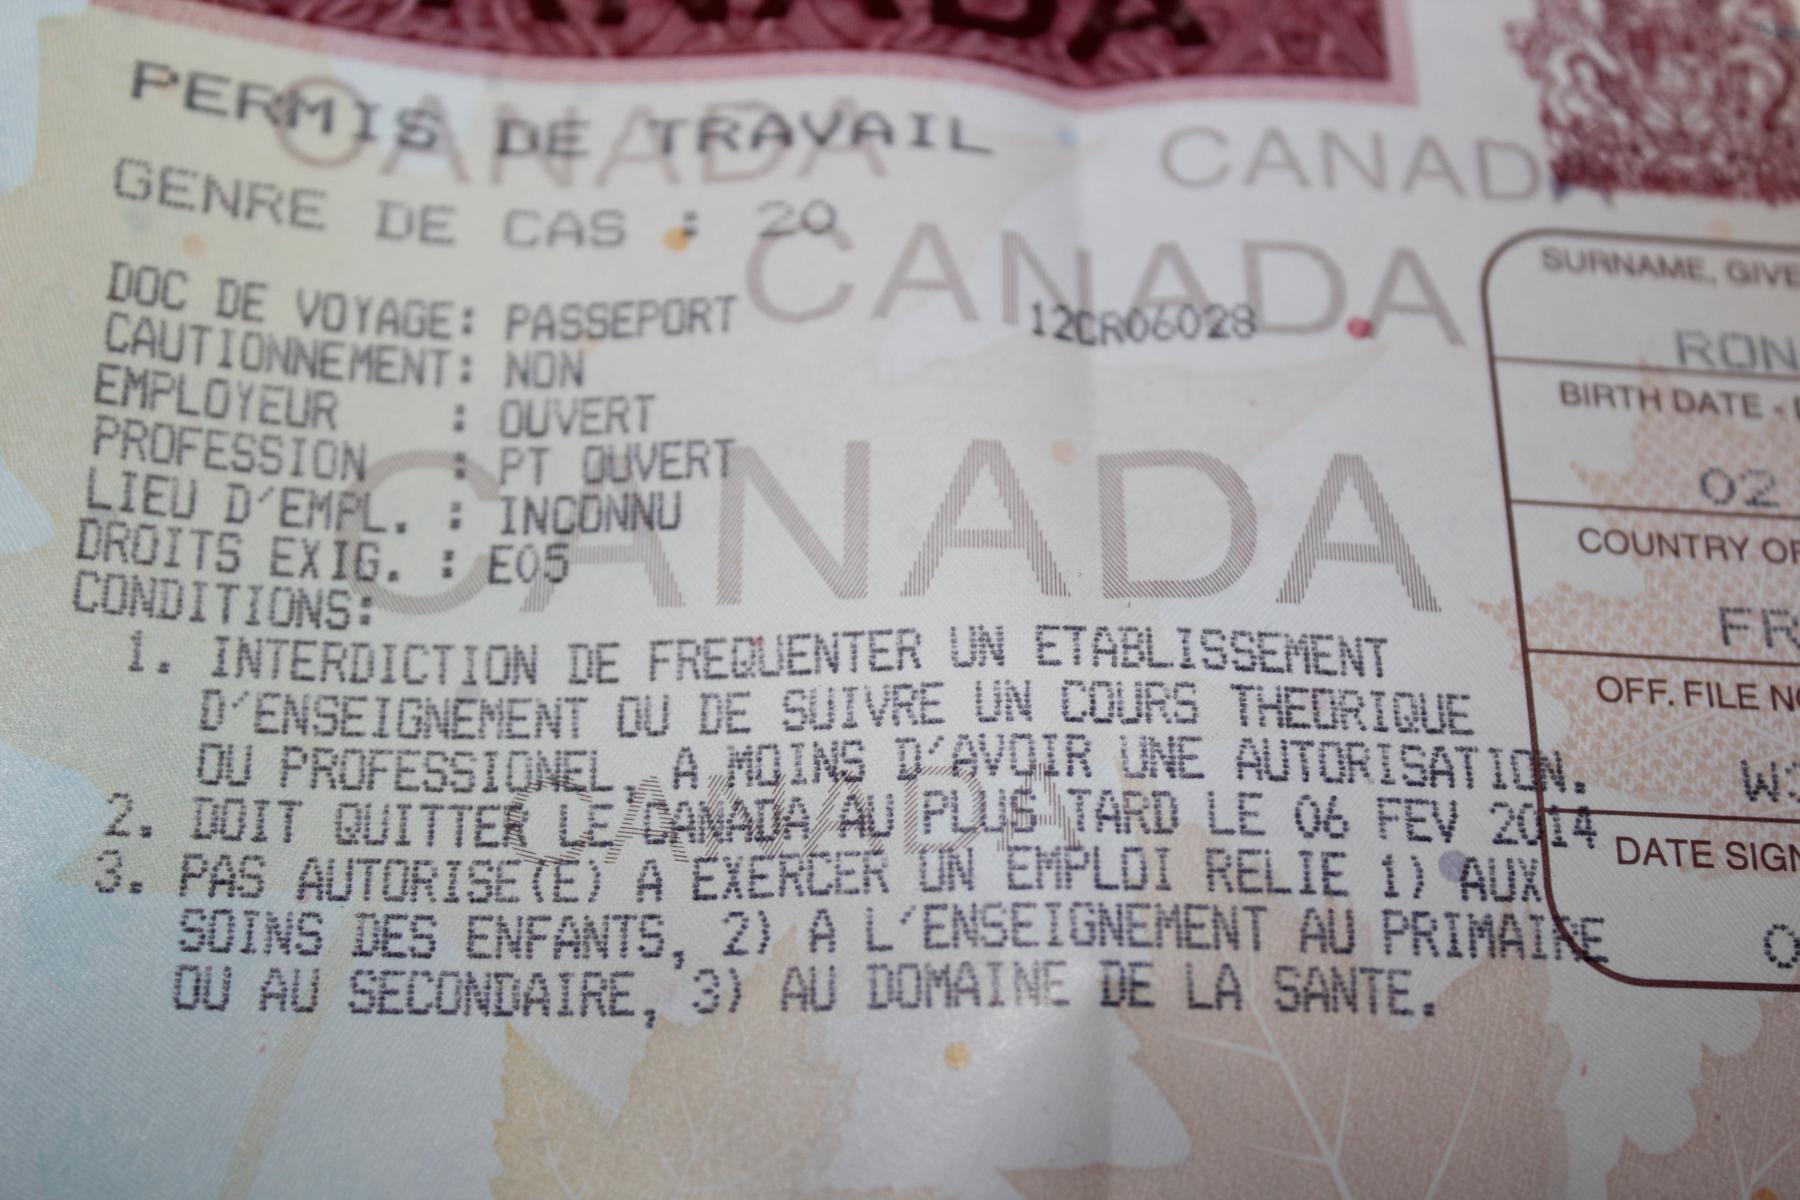 CANADA
PERMIS DE TRAVAIL
CANADA
CANADA
GENRE DE CAS : 20
CANADA
DOC DE VOYAGE: PASSEPORT 12CR06028
CAUTIONNEMENT: NON
EMPLOYEUR : OUVERT
PROFESSION : PT OUVERT
LIEU D'EMPL. : INCONNU
DROITS EXIG. : E05
CANADA
CONDITIONS:
1. INTERDICTION DE FREQUENTER UN ETABLISSEMENT
D'ENSEIGNEMENT OU DE SUIVRE UN COURS THEORIQUE
OU PROFESSIONEL, A MOINS D'AVOIR UNE AUTORISATION.
CANADA
2. DOIT QUITTER LE CANADA AU PLUS TARD LE 06 FEV 2014
3. PAS AUTORISE(E) A EXERCER UN EMPLOI RELIE 1) AUX
SOINS DES ENFANTS, 2) A L'ENSEIGNEMENT AU PRIMAIRE
OU AU SECONDAIRE, 3) AU DOMAINE DE LA SANTE.
SURNAME, GIVE
RON
BIRTH DATE -
02
COUNTRY OF
FR
OFF. FILE NO
W
DATE SIGN